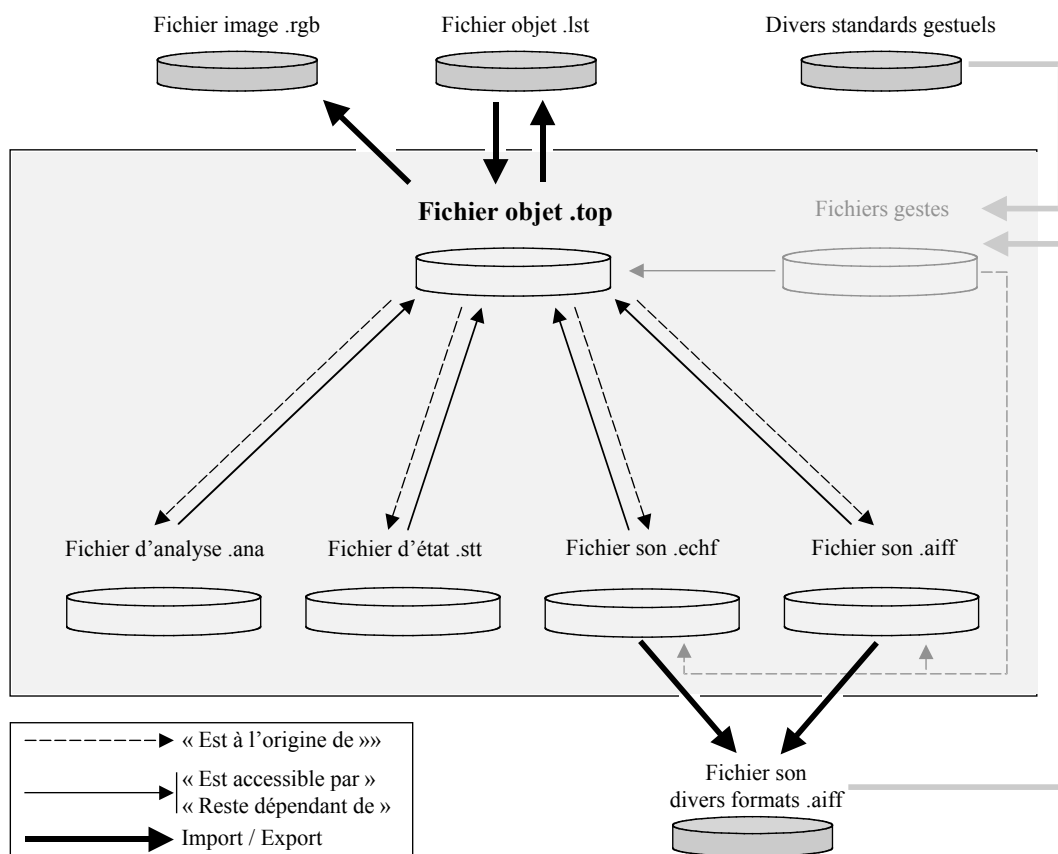 Fichier image .rgb
Fichier objet .lst
Divers standards gestuels
Fichier objet .top
Fichiers gestes
Fichier d’analyse .ana
Fichier d’état .stt
Fichier son .echf
Fichier son .aiff
« Est à l’origine de »»
« Est accessible par »
« Reste dépendant de »
Import / Export
Fichier son
divers formats .aiff